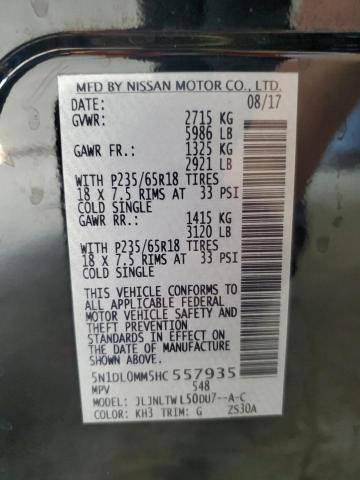 MFD BY NISSAN MOTOR CO., LTD.
DATE: 08/17
GVWR: 2715 KG
5986 LB
GAWR FR.: 1325 KG
2921 LB
WITH P235/65R18 TIRES
18 X 7.5 RIMS AT 33 PSI
COLD SINGLE
GAWR RR.: 1415 KG
3120 LB
WITH P235/65R18 TIRES
18 X 7.5 RIMS AT 33 PSI
COLD SINGLE
THIS VEHICLE CONFORMS TO
ALL APPLICABLE FEDERAL
MOTOR VEHICLE SAFETY AND
THEFT PREVENTION
STANDARDS IN EFFECT ON
THE DATE OF MANUFACTURE
SHOWN ABOVE.
5N1DL0MM5HC 557935
MPV 548
MODEL: JLJNLTWL50DU7--A-C
COLOR: KH3 TRIM: G ZS30A